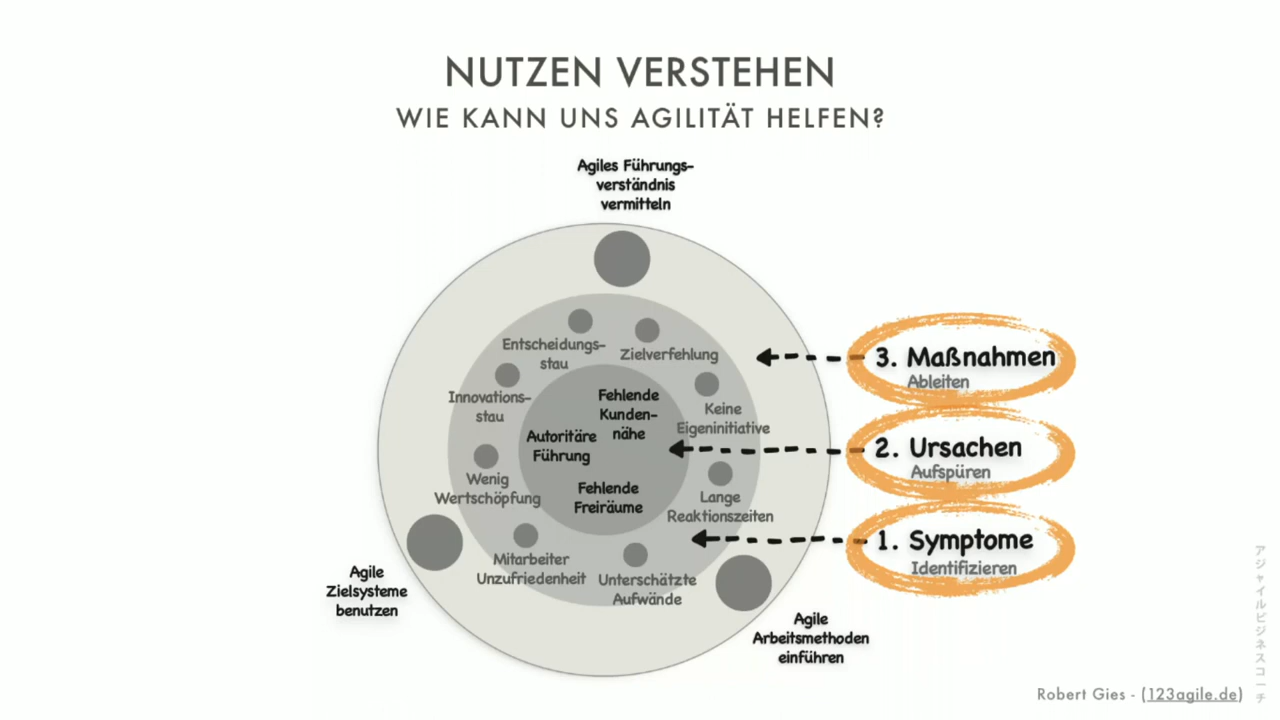 NUTZEN VERSTEHEN
WIE KANN UNS AGILITÄT HELFEN?
Agiles Führungs-
verständnis
vermitteln
Entscheidungs-
stau
Zielverfehlung
Innovations-
stau
Fehlende
Kunden-
nähe
Keine
Eigeninitiative
Autoritäre
Führung
Wenig
Wertschöpfung
Fehlende
Freiräume
Lange
Reaktionszeiten
Mitarbeiter
Unzufriedenheit
Unterschätzte
Aufwände
3. Maßnahmen
Ableiten
2. Ursachen
Aufspüren
1. Symptome
Identifizieren
Agile
Zielsysteme
benutzen
Agile
Arbeitsmethoden
einführen
Robert Gies - (123agile.de)
アジャイルビジネスコーチ